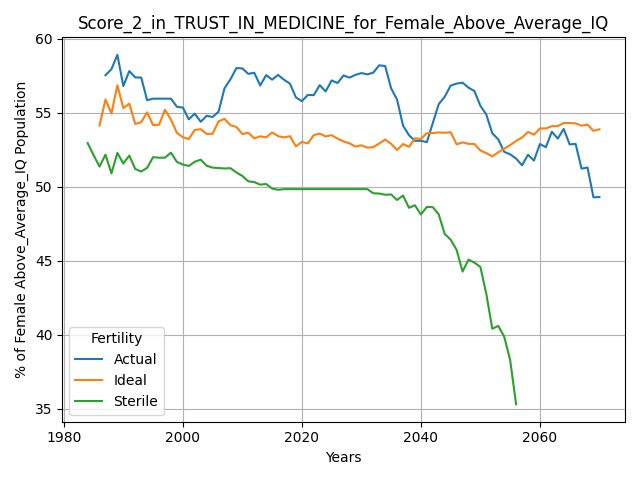 Score_2_in_TRUST_IN_MEDICINE_for_Female_Above_Average_IQ
% of Female Above_Average_IQ Population
60
55
50
45
40
35
Fertility
Actual
Ideal
Sterile
1980 2000 2020 2040 2060
Years